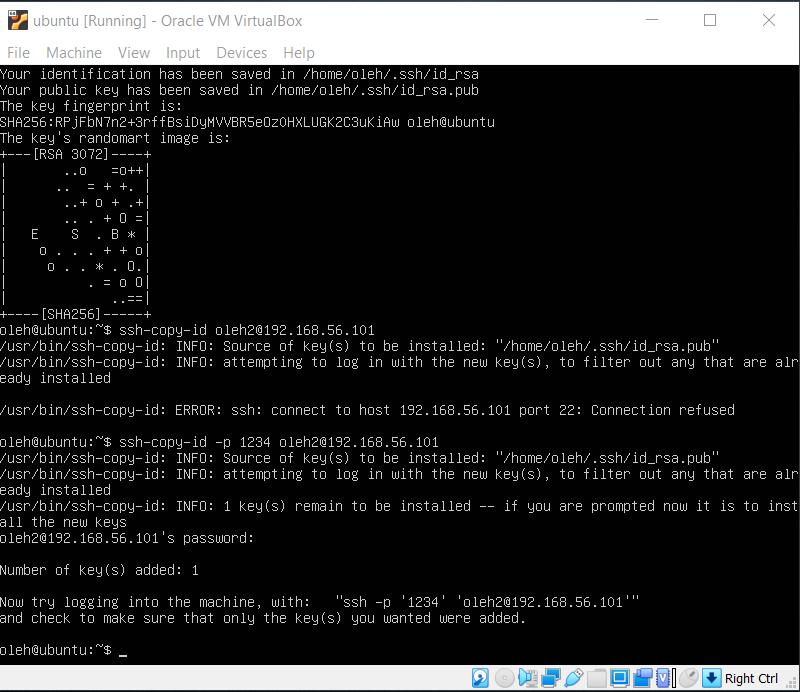 ubuntu [Running] - Oracle VM VirtualBox
File Machine View Input Devices Help
Your identification has been saved in /home/oleh/.ssh/id_rsa
Your public key has been saved in /home/oleh/.ssh/id_rsa.pub
The key fingerprint is:
SHA256:RPjFbN7n2+3rffBsiDyMVVBR5eOz0HXLUGK2C3uKiAw oleh@ubuntu
The key's randomart image is:
+---[RSA 3072]----+
|       ..o   =o++|
|      ..  = + +. |
|       ..+ o + .+|
|       .. . + O =|
|   E    S  . B * |
|    o . . . + + o|
|     o . . * . O.|
|          . = o O|
|             ..==|
+----[SHA256]-----+
oleh@ubuntu:~$ ssh-copy-id oleh2@192.168.56.101
/usr/bin/ssh-copy-id: INFO: Source of key(s) to be installed: "/home/oleh/.ssh/id_rsa.pub"
/usr/bin/ssh-copy-id: INFO: attempting to log in with the new key(s), to filter out any that are alr
eady installed
/usr/bin/ssh-copy-id: ERROR: ssh: connect to host 192.168.56.101 port 22: Connection refused
oleh@ubuntu:~$ ssh-copy-id -p 1234 oleh2@192.168.56.101
/usr/bin/ssh-copy-id: INFO: Source of key(s) to be installed: "/home/oleh/.ssh/id_rsa.pub"
/usr/bin/ssh-copy-id: INFO: attempting to log in with the new key(s), to filter out any that are alr
eady installed
/usr/bin/ssh-copy-id: INFO: 1 key(s) remain to be installed -- if you are prompted now it is to inst
all the new keys
oleh2@192.168.56.101's password:
Number of key(s) added: 1
Now try logging into the machine, with:   "ssh -p '1234' 'oleh2@192.168.56.101'"
and check to make sure that only the key(s) you wanted were added.
oleh@ubuntu:~$ _
Right Ctrl